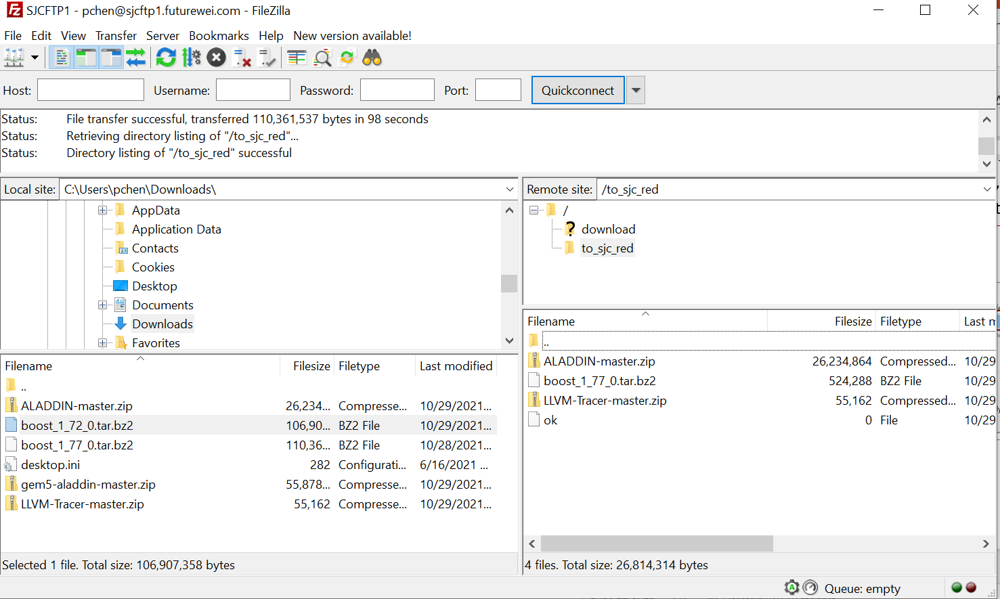 SJCFTP1 - pchen@sjcftp1.futurewei.com - FileZilla
File Edit View Transfer Server Bookmarks Help New version available!
Host: Username: Password: Port: Quickconnect
Status: File transfer successful, transferred 110,361,537 bytes in 98 seconds
Status: Retrieving directory listing of "/to_sjc_red"...
Status: Directory listing of "/to_sjc_red" successful
Local site: C:\Users\pchen\Downloads\
AppData
Application Data
Contacts
Cookies
Desktop
Documents
Downloads
Favorites
Filename Filesize Filetype Last modified
..
ALADDIN-master.zip 26,234... Compresse... 10/29/2021...
boost_1_72_0.tar.bz2 106,90... BZ2 File 10/29/2021...
boost_1_77_0.tar.bz2 110,36... BZ2 File 10/28/2021...
desktop.ini 282 Configurati... 6/16/2021 ...
gem5-aladdin-master.zip 55,878... Compresse... 10/29/2021...
LLVM-Tracer-master.zip 55,162 Compresse... 10/29/2021...
Selected 1 file. Total size: 106,907,358 bytes
Remote site: /to_sjc_red
/
? download
to_sjc_red
Filename Filesize Filetype Last m
..
ALADDIN-master.zip 26,234,864 Compressed... 10/29
boost_1_77_0.tar.bz2 524,288 BZ2 File 10/29
LLVM-Tracer-master.zip 55,162 Compressed... 10/29
ok 0 File 10/29
4 files. Total size: 26,814,314 bytes
Queue: empty